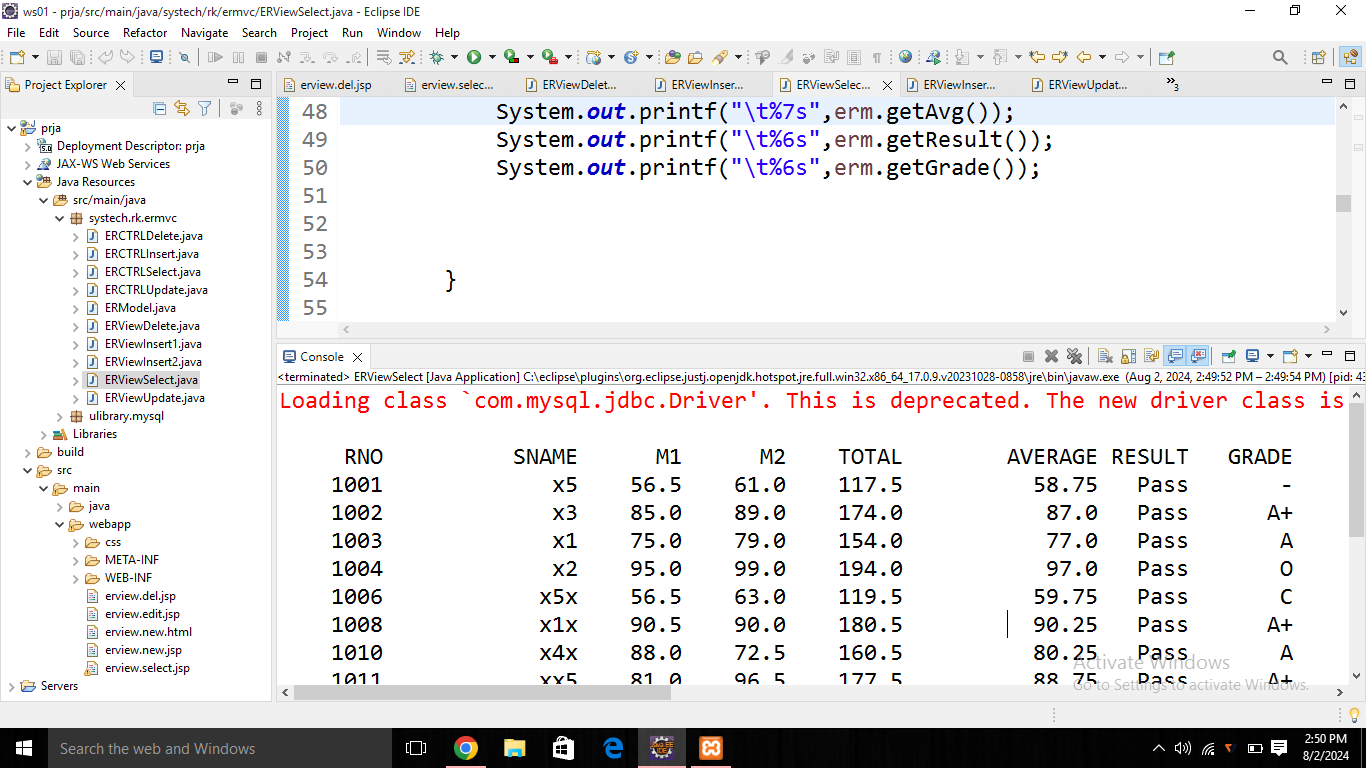 ws01 - prja/src/main/java/systech/rk/ermvc/ERViewSelect.java - Eclipse IDE
File Edit Source Refactor Navigate Search Project Run Window Help
Project Explorer
erview.del.jsp erview.selec... ERViewDelet... ERViewInser... ERViewSelec... ERViewInser... ERViewUpdat... »3
prja
Deployment Descriptor: prja
JAX-WS Web Services
Java Resources
src/main/java
systech.rk.ermvc
ERCTRLDelete.java
ERCTRLInsert.java
ERCTRLSelect.java
ERCTRLUpdate.java
ERModel.java
ERViewDelete.java
ERViewInsert1.java
ERViewInsert2.java
ERViewSelect.java
ERViewUpdate.java
ulibrary.mysql
Libraries
build
src
main
java
webapp
css
META-INF
WEB-INF
erview.del.jsp
erview.edit.jsp
erview.new.html
erview.new.jsp
erview.select.jsp
Servers
48 System.out.printf("\t%7s",erm.getAvg());
49 System.out.printf("\t%6s",erm.getResult());
50 System.out.printf("\t%6s",erm.getGrade());
51
52
53
54 }
55
Console
<terminated> ERViewSelect [Java Application] C:\eclipse\plugins\org.eclipse.justj.openjdk.hotspot.jre.full.win32.x86_64_17.0.9.v20231028-0858\jre\bin\javaw.exe (Aug 2, 2024, 2:49:52 PM – 2:49:54 PM) [pid: 43
Loading class `com.mysql.jdbc.Driver'. This is deprecated. The new driver class is
RNO SNAME M1 M2 TOTAL AVERAGE RESULT GRADE
1001 x5 56.5 61.0 117.5 58.75 Pass -
1002 x3 85.0 89.0 174.0 87.0 Pass A+
1003 x1 75.0 79.0 154.0 77.0 Pass A
1004 x2 95.0 99.0 194.0 97.0 Pass O
1006 x5x 56.5 63.0 119.5 59.75 Pass C
1008 x1x 90.5 90.0 180.5 90.25 Pass A+
1010 x4x 88.0 72.5 160.5 80.25 Pass A
1011 xx5 81.0 96.5 177.5 88.75 Pass A+
Activate Windows
Go to Settings to activate Windows.
Search the web and Windows
2:50 PM
8/2/2024